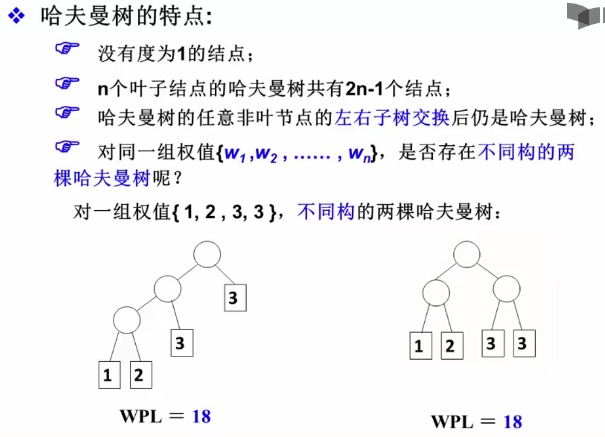 哈夫曼树的特点:
没有度为1的结点；
n个叶子结点的哈夫曼树共有2n-1个结点；
哈夫曼树的任意非叶节点的左右子树交换后仍是哈夫曼树；
对同一组权值{w1 ,w2 , …… , wn}，是否存在不同构的两
棵哈夫曼树呢？
对一组权值{ 1, 2 , 3, 3 }，不同构的两棵哈夫曼树：
3
3
1 2
WPL = 18
1 2 3 3
WPL = 18